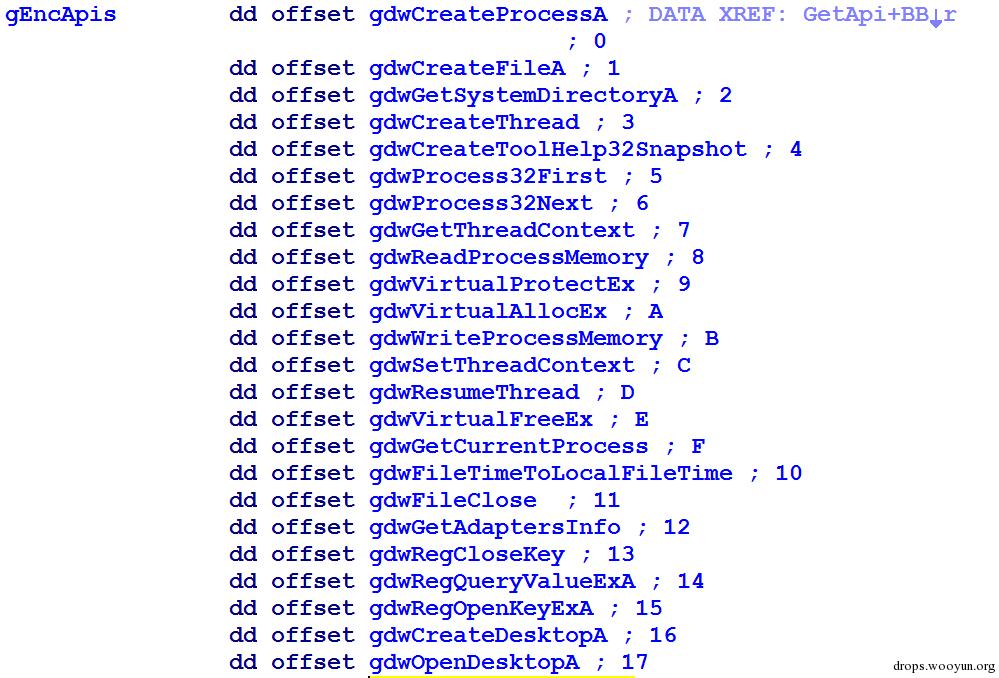 gEncApis dd offset gdwCreateProcessA ; DATA XREF: GetApi+BB↓r
; 0
dd offset gdwCreateFileA ; 1
dd offset gdwGetSystemDirectoryA ; 2
dd offset gdwCreateThread ; 3
dd offset gdwCreateToolHelp32Snapshot ; 4
dd offset gdwProcess32First ; 5
dd offset gdwProcess32Next ; 6
dd offset gdwGetThreadContext ; 7
dd offset gdwReadProcessMemory ; 8
dd offset gdwVirtualProtectEx ; 9
dd offset gdwVirtualAllocEx ; A
dd offset gdwWriteProcessMemory ; B
dd offset gdwSetThreadContext ; C
dd offset gdwResumeThread ; D
dd offset gdwVirtualFreeEx ; E
dd offset gdwGetCurrentProcess ; F
dd offset gdwFileTimeToLocalFileTime ; 10
dd offset gdwFileClose ; 11
dd offset gdwGetAdaptersInfo ; 12
dd offset gdwRegCloseKey ; 13
dd offset gdwRegQueryValueExA ; 14
dd offset gdwRegOpenKeyExA ; 15
dd offset gdwCreateDesktopA ; 16
dd offset gdwOpenDesktopA ; 17
drops.wooyun.org